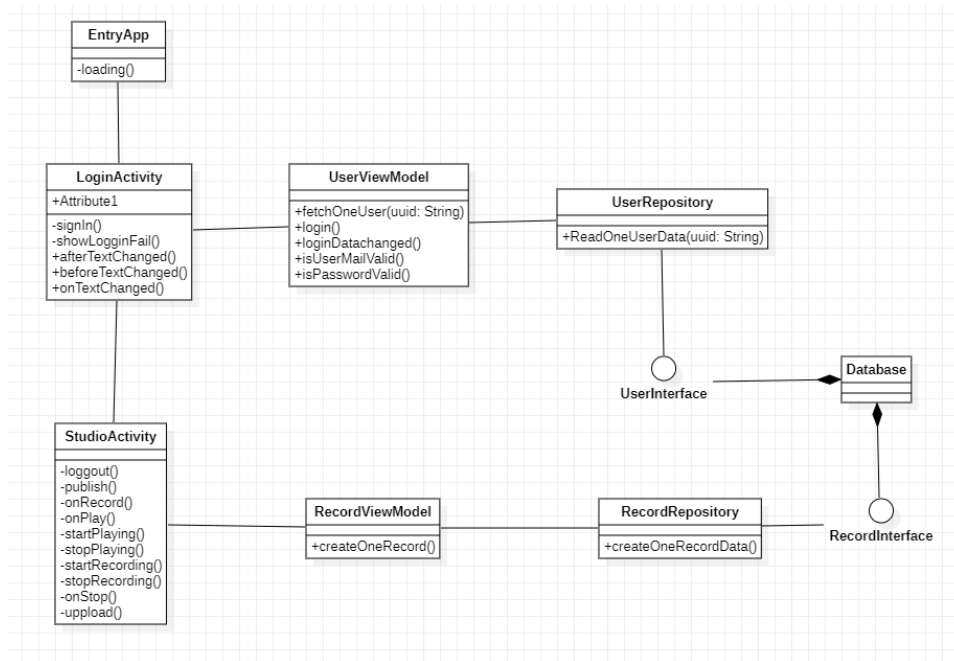 EntryApp
-loading()
LoginActivity
+Attribute1
-signIn()
-showLogginFail()
+afterTextChanged()
+beforeTextChanged()
+onTextChanged()
UserViewModel
+fetchOneUser(uuid: String)
+login()
+loginDatachanged()
+isUserMailValid()
+isPasswordValid()
UserRepository
+ReadOneUserData(uuid: String)
UserInterface
Database
StudioActivity
-loggout()
-publish()
-onRecord()
-onPlay()
-startPlaying()
-stopPlaying()
-startRecording()
-stopRecording()
-onStop()
-uppload()
RecordViewModel
+createOneRecord()
RecordRepository
+createOneRecordData()
RecordInterface